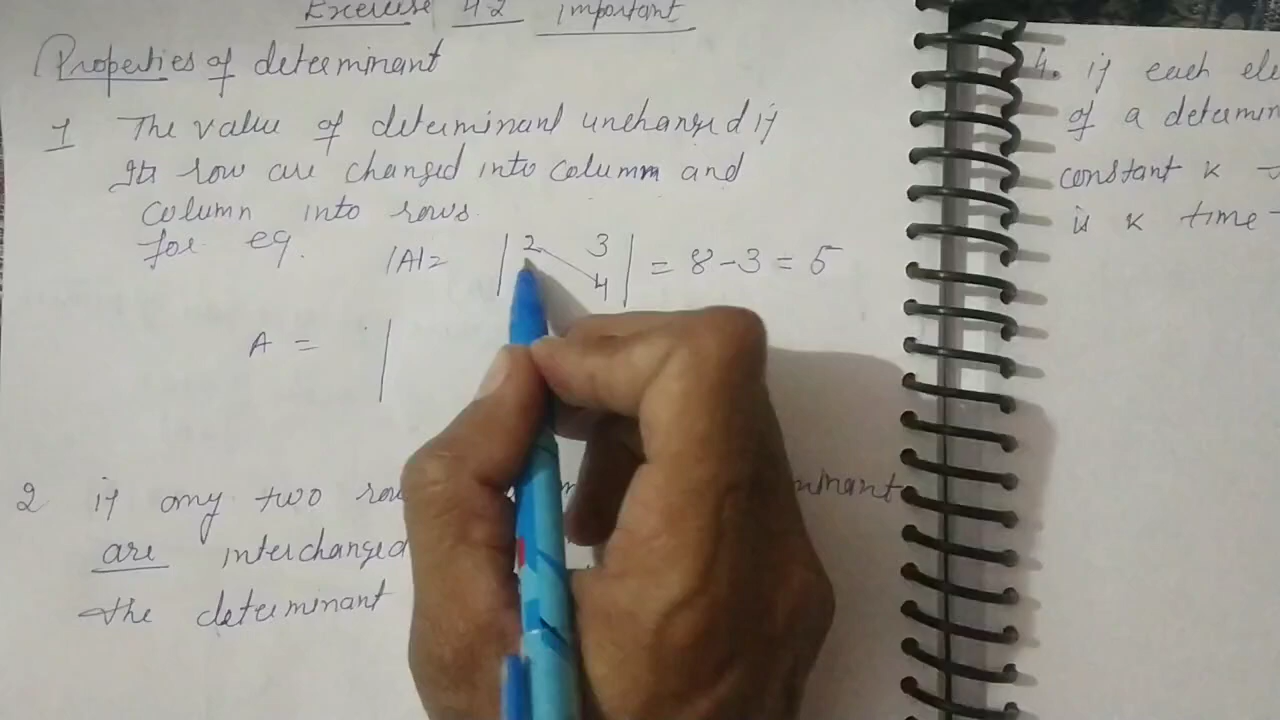 Exercise 4.2 important
Properties of determinant
1 The value of determinant unchanged if
Its row are changed into column and
column into rows.
for eg.
|A| = | 2 3
4 | = 8 - 3 = 5
A = |
2 if any two
are interchanged
the determinant
4. if each
of a
constant k
is k time